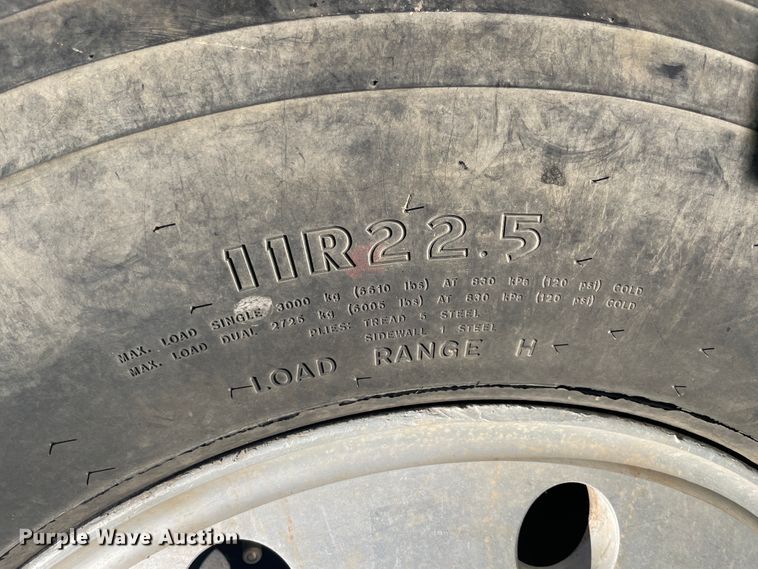 11R22.5
MAX. LOAD SINGLE 3000 kg (6610 lbs) AT 830 kPa (120 psi) COLD
MAX. LOAD DUAL 2725 kg (6005 lbs) AT 830 kPa (120 psi) COLD
PLIES: TREAD 5 STEEL
SIDEWALL 1 STEEL
LOAD RANGE H
Purple Wave Auction